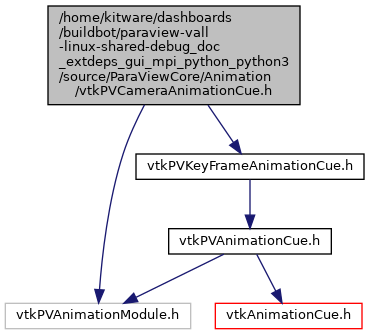 /home/kitware/dashboards
/buildbot/paraview-vall
-linux-shared-debug_doc
_extdeps_gui_mpi_python_python3
/source/ParaViewCore/Animation
/vtkPVCameraAnimationCue.h
vtkPVKeyFrameAnimationCue.h
vtkPVAnimationCue.h
vtkPVAnimationModule.h
vtkAnimationCue.h